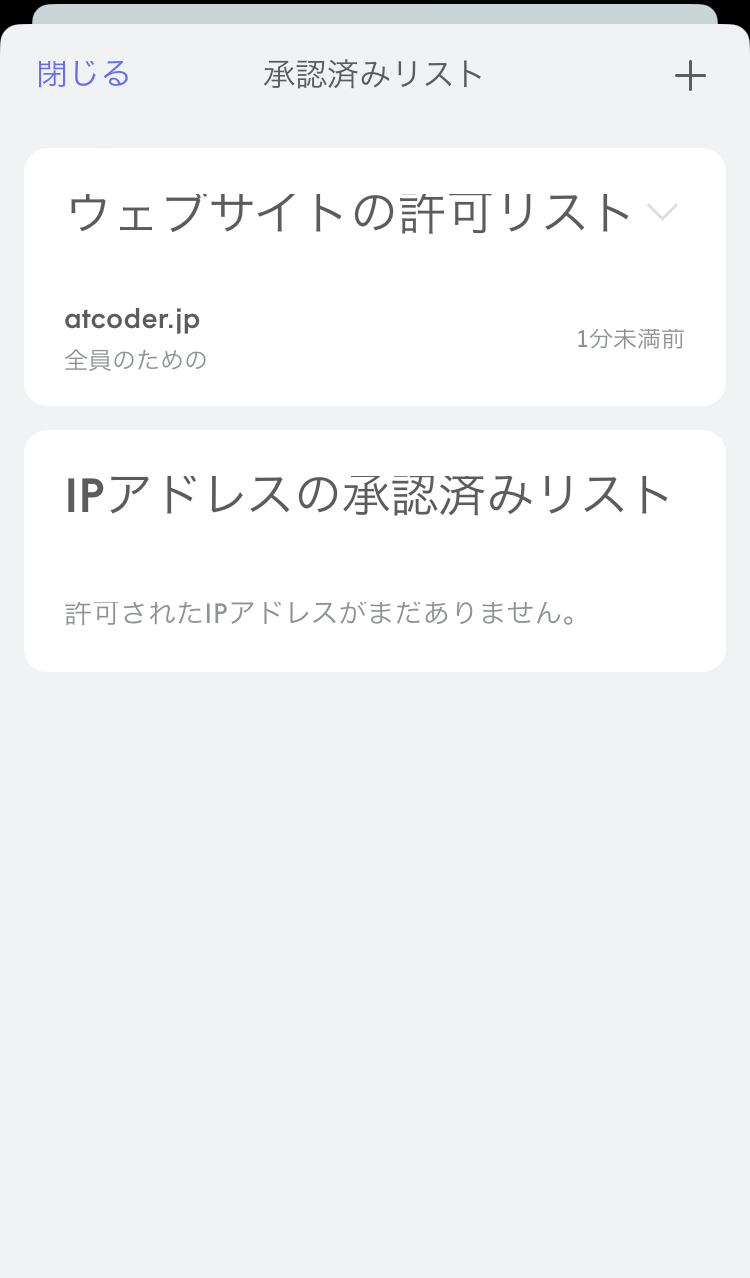 閉じる 承認済みリスト
ウェブサイトの許可リスト
atcoder.jp
全員のための
1分未満前
IPアドレスの承認済みリスト
許可されたIPアドレスがまだありません。